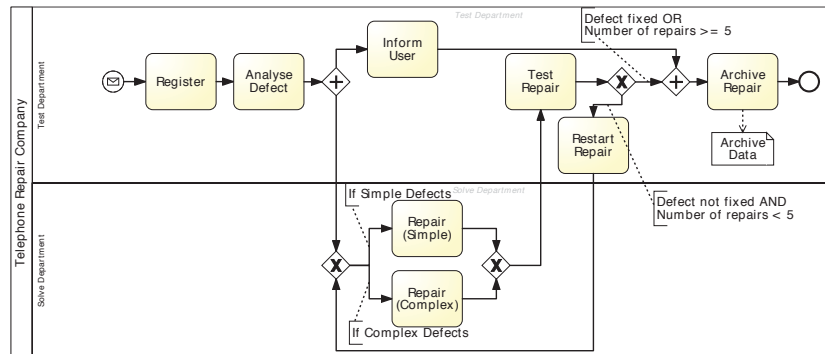 Telephone Repair Company
Test Department
Test Department
Defect fixed OR
Number of repairs >= 5
Register
Analyse
Defect
Inform
User
Test
Repair
Archive
Repair
Restart
Repair
Archive
Data
Solve Department
Solve Department
If Simple Defects
Defect not fixed AND
Number of repairs < 5
Repair
(Simple)
Repair
(Complex)
If Complex Defects